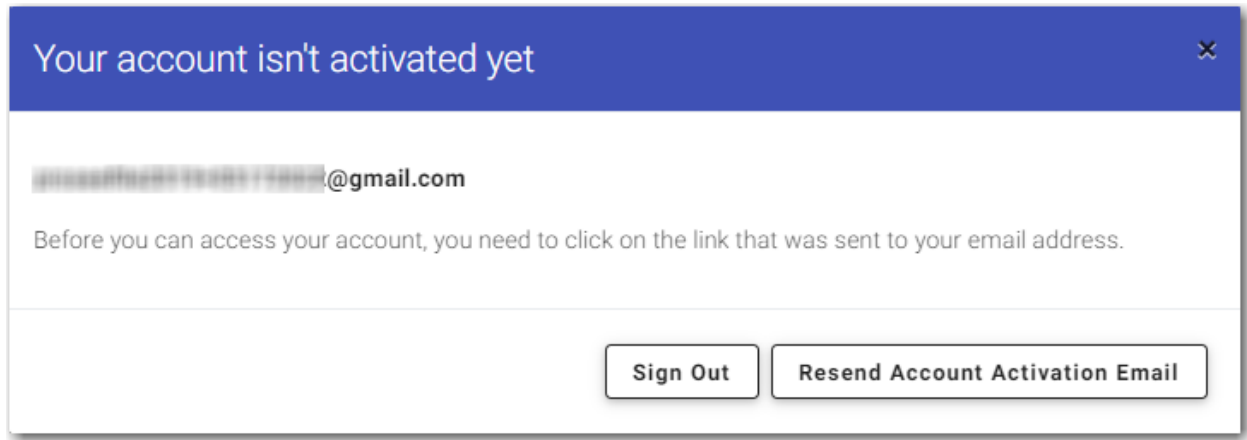 Your account isn't activated yet
@gmail.com
Before you can access your account, you need to click on the link that was sent to your email address.
Sign Out
Resend Account Activation Email